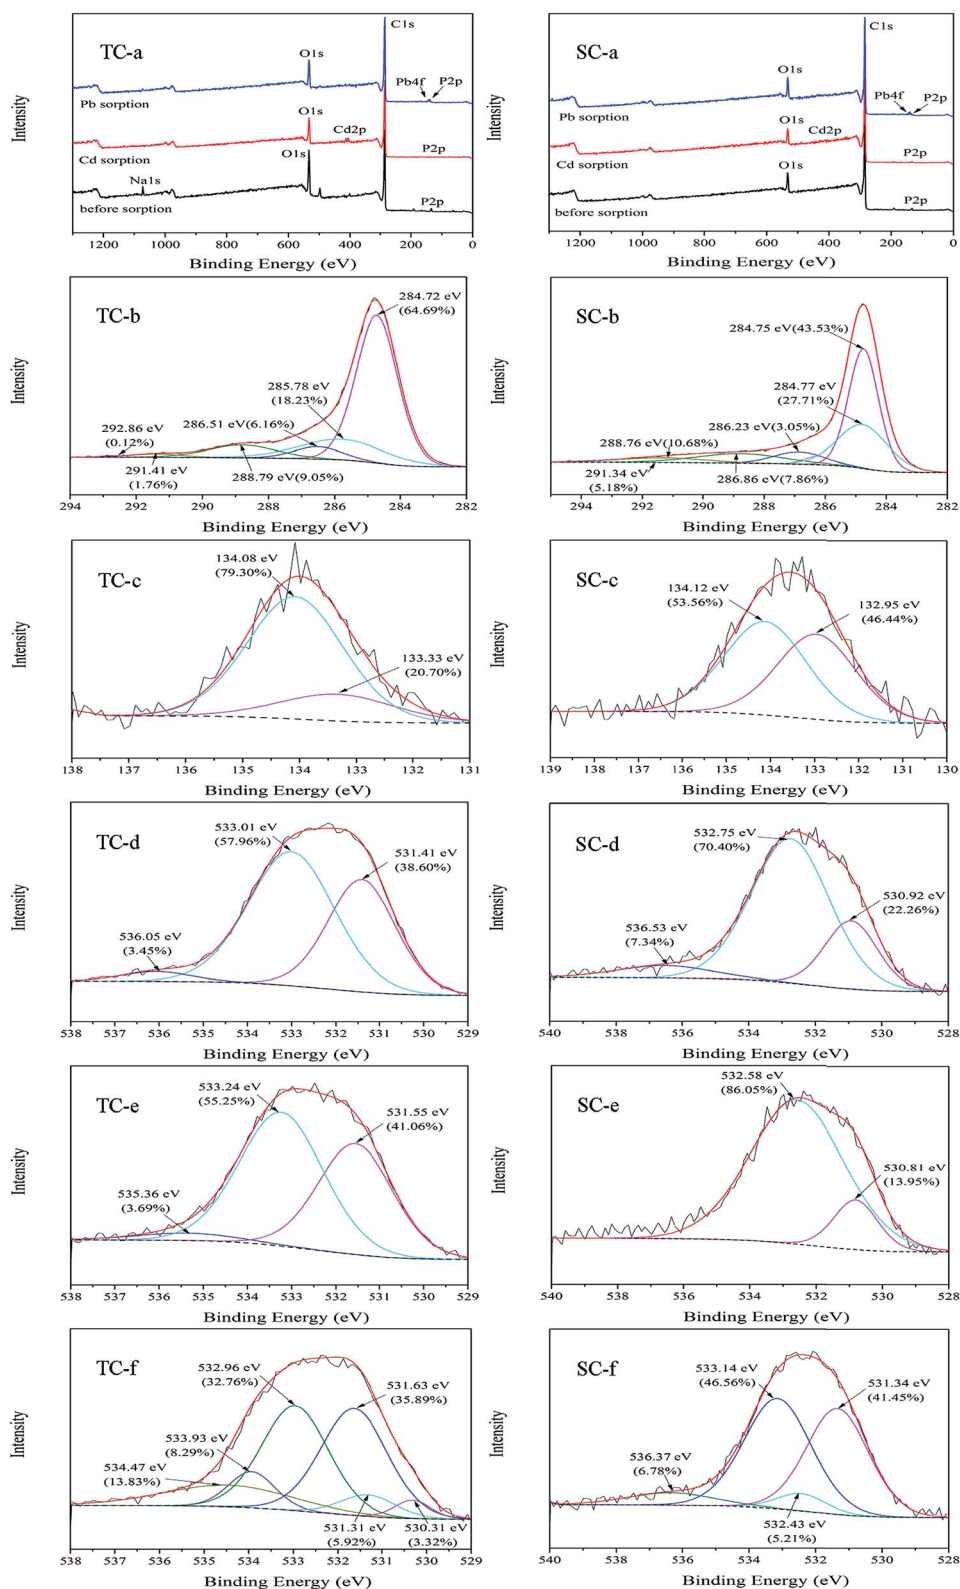 TC-a
C1s
O1s
Pb4f
P2p
Pb sorption
O1s
Cd2p
Cd sorption
P2p
O1s
Na1s
before sorption
P2p
Intensity
1200 1000 800 600 400 200 0
Binding Energy (eV)
SC-a
C1s
O1s
Pb4f
P2p
Pb sorption
O1s
Cd2p
Cd sorption
P2p
O1s
before sorption
P2p
Intensity
1200 1000 800 600 400 200 0
Binding Energy (eV)
TC-b
284.72 eV
(64.69%)
285.78 eV
(18.23%)
286.51 eV(6.16%)
292.86 eV
(0.12%)
291.41 eV
(1.76%)
288.79 eV(9.05%)
Intensity
294 292 290 288 286 284 282
Binding Energy (eV)
SC-b
284.75 eV(43.53%)
284.77 eV
(27.71%)
286.23 eV(3.05%)
288.76 eV(10.68%)
291.34 eV
(5.18%)
286.86 eV(7.86%)
Intensity
294 292 290 288 286 284 282
Binding Energy (eV)
TC-c
134.08 eV
(79.30%)
133.33 eV
(20.70%)
Intensity
138 137 136 135 134 133 132 131
Binding Energy (eV)
SC-c
134.12 eV
(53.56%)
132.95 eV
(46.44%)
Intensity
139 138 137 136 135 134 133 132 131 130
Binding Energy (eV)
TC-d
533.01 eV
(57.96%)
531.41 eV
(38.60%)
536.05 eV
(3.45%)
Intensity
538 537 536 535 534 533 532 531 530 529
Binding Energy (eV)
SC-d
532.75 eV
(70.40%)
530.92 eV
(22.26%)
536.53 eV
(7.34%)
Intensity
540 538 536 534 532 530 528
Binding Energy (eV)
TC-e
533.24 eV
(55.25%)
531.55 eV
(41.06%)
535.36 eV
(3.69%)
Intensity
538 537 536 535 534 533 532 531 530 529
Binding Energy (eV)
SC-e
532.58 eV
(86.05%)
530.81 eV
(13.95%)
Intensity
540 538 536 534 532 530 528
Binding Energy (eV)
TC-f
532.96 eV
(32.76%)
531.63 eV
(35.89%)
533.93 eV
(8.29%)
534.47 eV
(13.83%)
531.31 eV
(5.92%)
530.31 eV
(3.32%)
Intensity
538 537 536 535 534 533 532 531 530 529
Binding Energy (eV)
SC-f
533.14 eV
(46.56%)
531.34 eV
(41.45%)
536.37 eV
(6.78%)
532.43 eV
(5.21%)
Intensity
540 538 536 534 532 530 528
Binding Energy (eV)